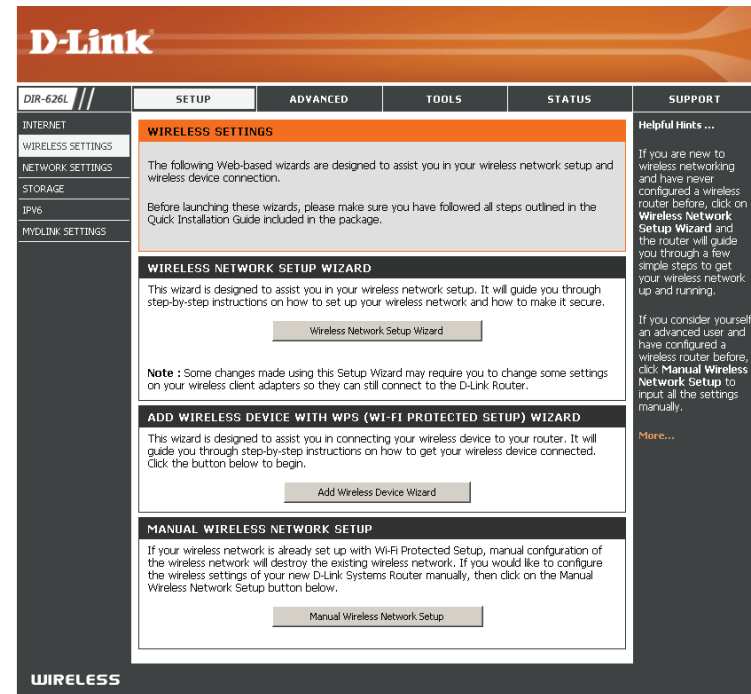 D-Link
DIR-626L
SETUP
ADVANCED
TOOLS
STATUS
SUPPORT
INTERNET
WIRELESS SETTINGS
NETWORK SETTINGS
STORAGE
IPV6
MYDLINK SETTINGS
WIRELESS SETTINGS
The following Web-based wizards are designed to assist you in your wireless network setup and
wireless device connection.
Before launching these wizards, please make sure you have followed all steps outlined in the
Quick Installation Guide included in the package.
WIRELESS NETWORK SETUP WIZARD
This wizard is designed to assist you in your wireless network setup. It will guide you through
step-by-step instructions on how to set up your wireless network and how to make it secure.
Wireless Network Setup Wizard
Note : Some changes made using this Setup Wizard may require you to change some settings
on your wireless client adapters so they can still connect to the D-Link Router.
ADD WIRELESS DEVICE WITH WPS (WI-FI PROTECTED SETUP) WIZARD
This wizard is designed to assist you in connecting your wireless device to your router. It will
guide you through step-by-step instructions on how to get your wireless device connected.
Click the button below to begin.
Add Wireless Device Wizard
MANUAL WIRELESS NETWORK SETUP
If your wireless network is already set up with Wi-Fi Protected Setup, manual confguration of
the wireless network will destroy the existing wireless network. If you would like to configure
the wireless settings of your new D-Link Systems Router manually, then click on the Manual
Wireless Network Setup button below.
Manual Wireless Network Setup
Helpful Hints ...
If you are new to
wireless networking
and have never
configured a wireless
router before, click on
Wireless Network
Setup Wizard and
the router will guide
you through a few
simple steps to get
your wireless network
up and running.
If you consider yourself
an advanced user and
have configured a
wireless router before,
click Manual Wireless
Network Setup to
input all the settings
manually.
More...
WIRELESS